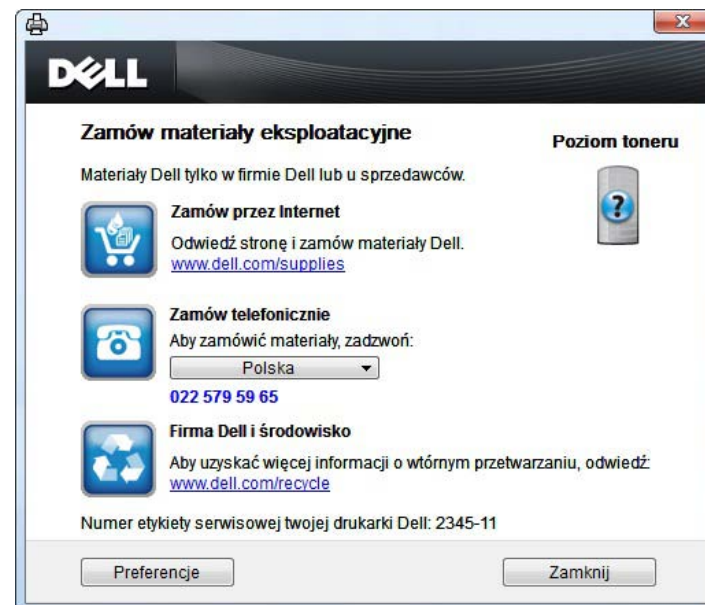 DELL
Zamów materiały eksploatacyjne
Poziom toneru
Materiały Dell tylko w firmie Dell lub u sprzedawców.
?
Zamów przez Internet
Odwiedź stronę i zamów materiały Dell.
www.dell.com/supplies
Zamów telefonicznie
Aby zamówić materiały, zadzwoń:
Polska
022 579 59 65
Firma Dell i środowisko
Aby uzyskać więcej informacji o wtórnym przetwarzaniu, odwiedź:
www.dell.com/recycle
Numer etykiety serwisowej twojej drukarki Dell: 2345-11
Preferencje
Zamknij